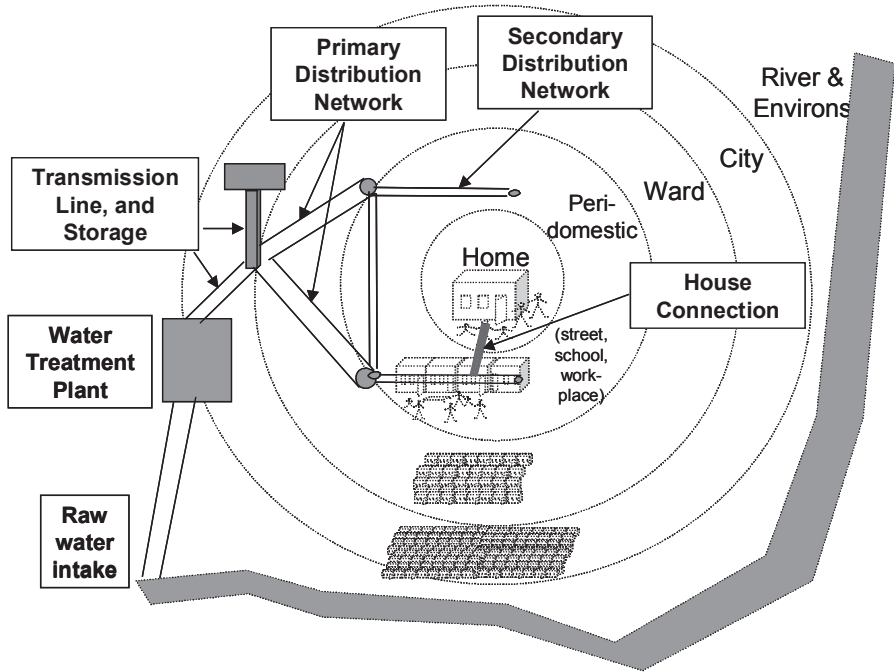 Primary
Distribution
Network
Secondary
Distribution
Network
River &
Environs
City
Ward
Peri-
domestic
Home
Transmission
Line, and
Storage
House
Connection
(street,
school,
work-
place)
Water
Treatment
Plant
Raw
water
intake